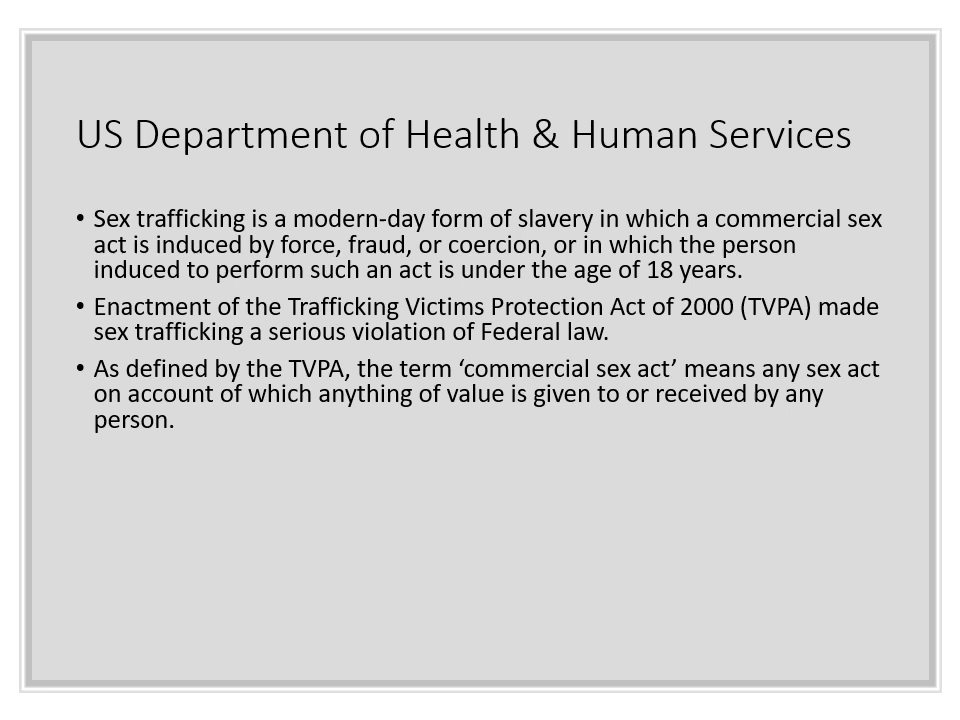 US Department of Health & Human Services
• Sex trafficking is a modern-day form of slavery in which a commercial sex
act is induced by force, fraud, or coercion, or in which the person
induced to perform such an act is under the age of 18 years.
• Enactment of the Trafficking Victims Protection Act of 2000 (TVPA) made
sex trafficking a serious violation of Federal law.
• As defined by the TVPA, the term ‘commercial sex act’ means any sex act
on account of which anything of value is given to or received by any
person.